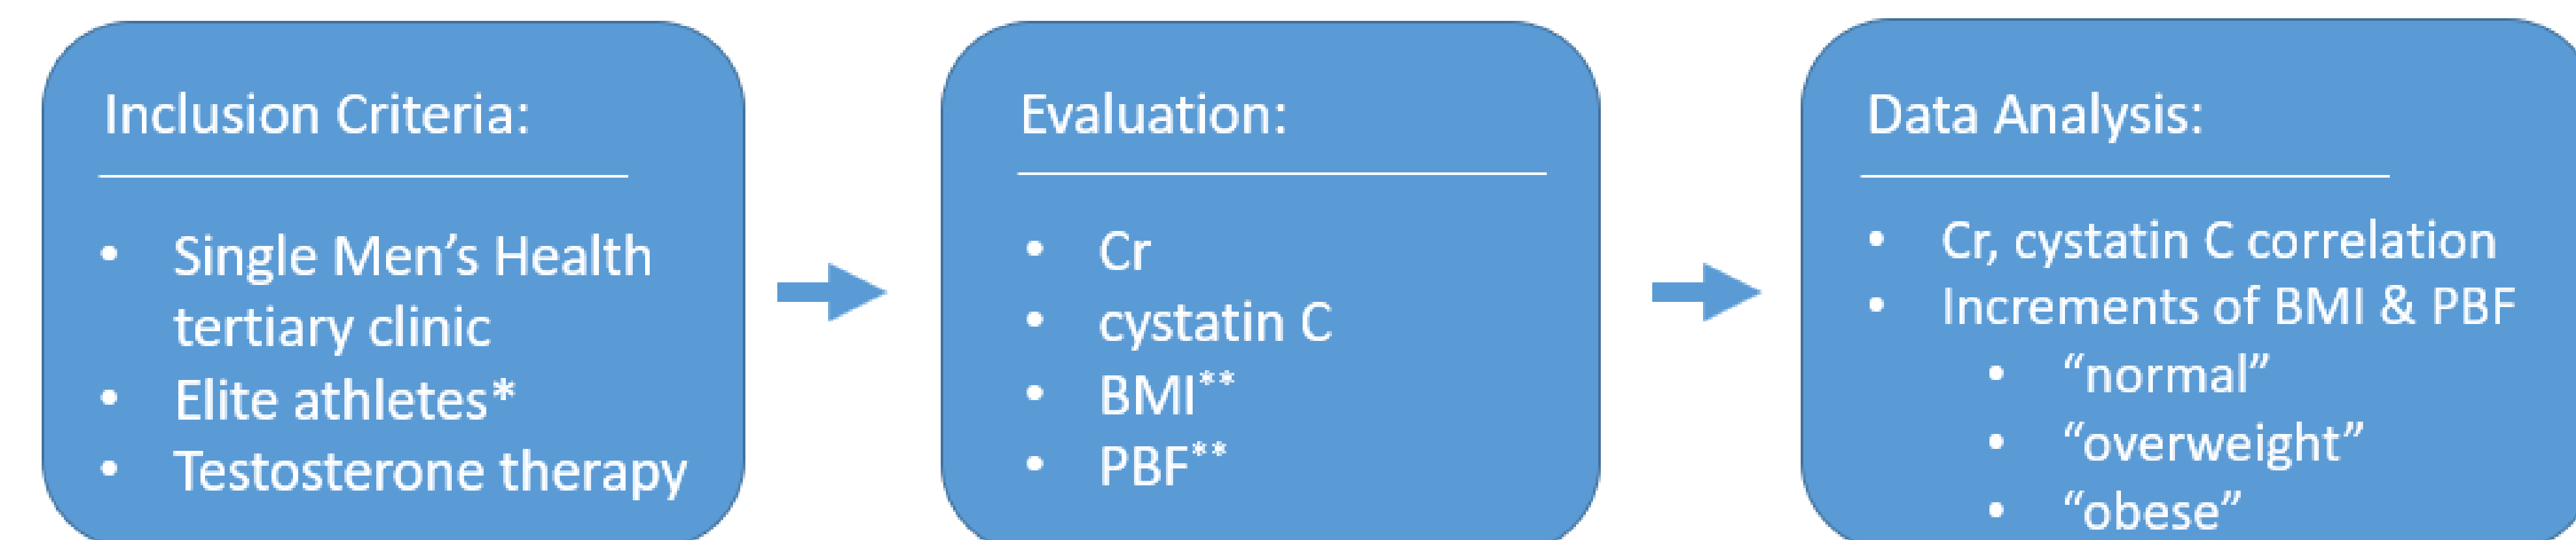 Inclusion Criteria:
• Single Men’s Health
tertiary clinic
• Elite athletes*
• Testosterone therapy
Evaluation:
• Cr
• cystatin C
• BMI**
• PBF**
Data Analysis:
• Cr, cystatin C correlation
• Increments of BMI & PBF
• “normal”
• “overweight”
• “obese”